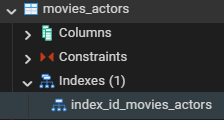 movies_actors
Columns
Constraints
Indexes (1)
index_id_movies_actors